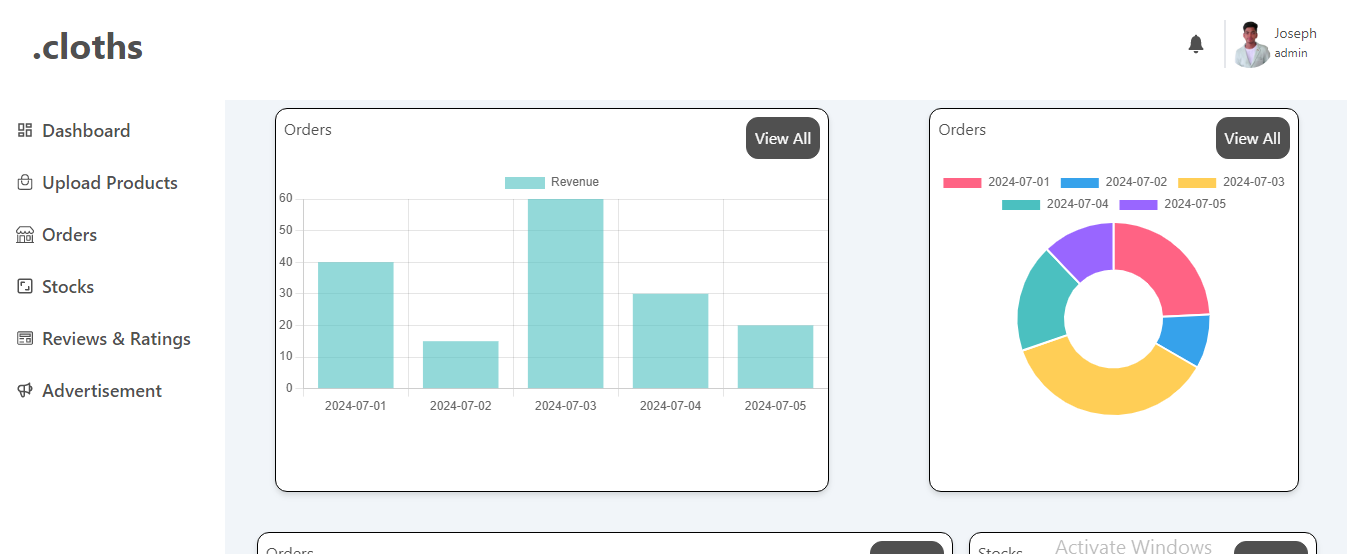 .cloths
Joseph
admin
Dashboard
Upload Products
Orders
Stocks
Reviews & Ratings
Advertisement
Orders
View All
Revenue
60
50
40
30
20
10
0
2024-07-01 2024-07-02 2024-07-03 2024-07-04 2024-07-05
Orders
View All
2024-07-01 2024-07-02 2024-07-03
2024-07-04 2024-07-05
Orders
Stocks
Activate Windows